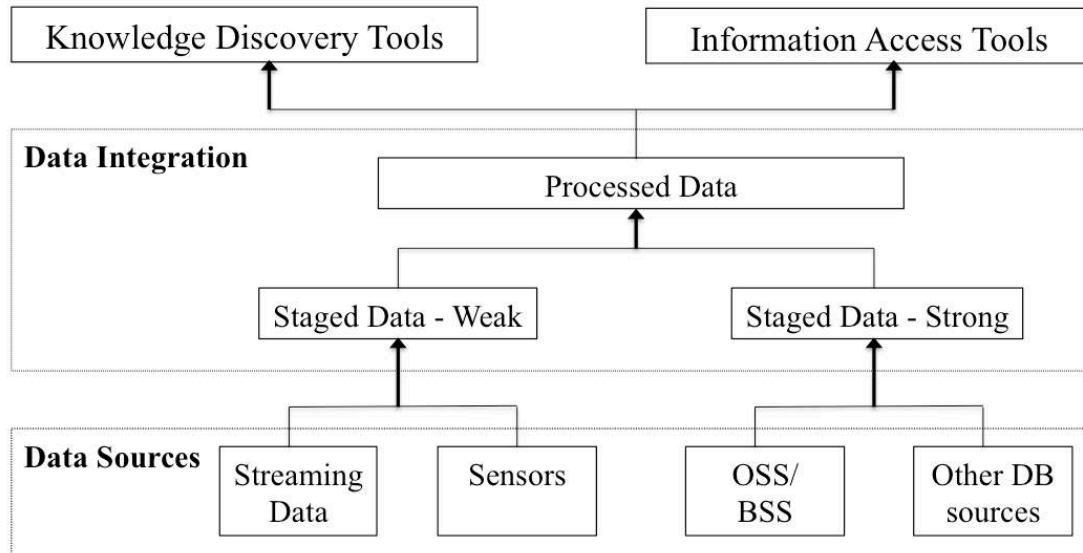 Knowledge Discovery Tools
Information Access Tools
Data Integration
Processed Data
Staged Data - Weak
Staged Data - Strong
Data Sources
Streaming
Data
Sensors
OSS/
BSS
Other DB
sources